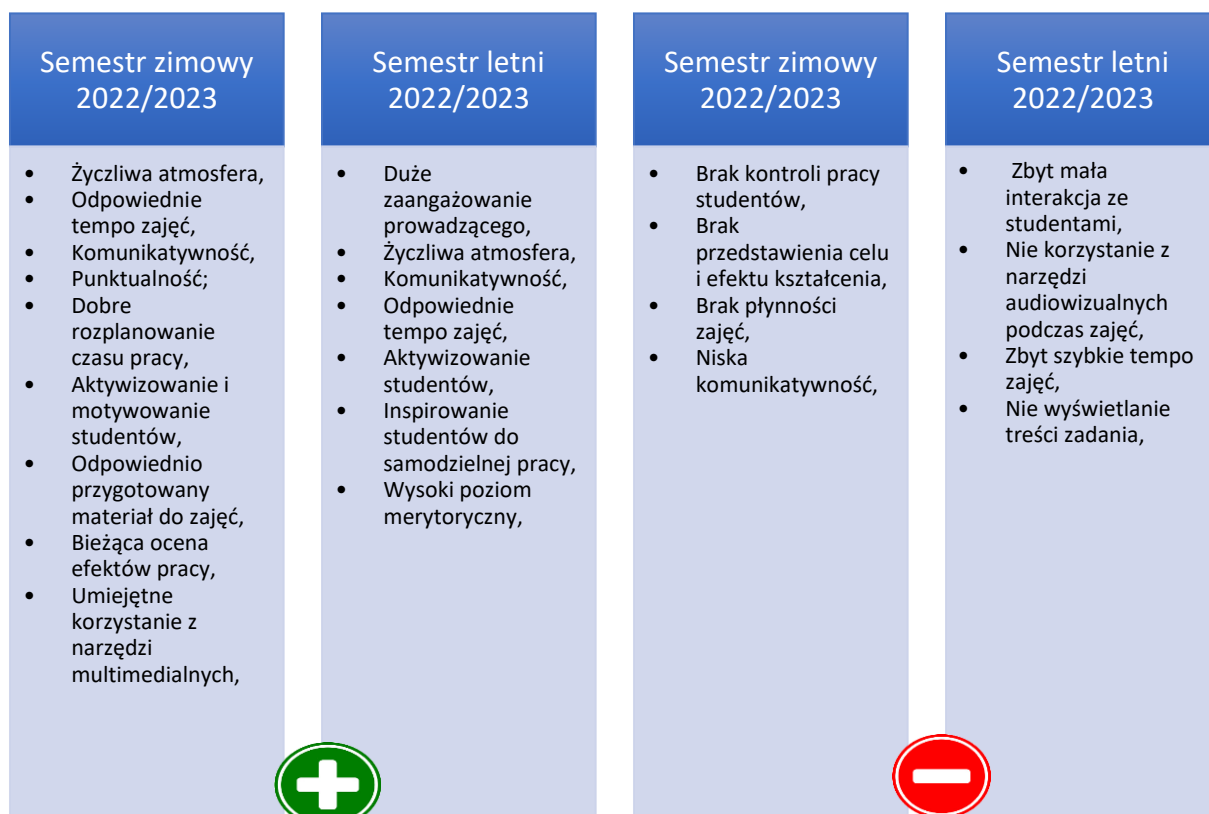 Semestr zimowy
2022/2023
• Życzliwa atmosfera,
• Odpowiednie
tempo zajęć,
• Komunikatywność,
• Punktualność;
• Dobre
rozplanowanie
czasu pracy,
• Aktywizowanie i
motywowanie
studentów,
• Odpowiednio
przygotowany
materiał do zajęć,
• Bieżąca ocena
efektów pracy,
• Umiejętne
korzystanie z
narzędzi
multimedialnych,
Semestr letni
2022/2023
• Duże
zaangażowanie
prowadzącego,
• Życzliwa atmosfera,
• Komunikatywność,
• Odpowiednie
tempo zajęć,
• Aktywizowanie
studentów,
• Inspirowanie
studentów do
samodzielnej pracy,
• Wysoki poziom
merytoryczny,
Semestr zimowy
2022/2023
• Brak kontroli pracy
studentów,
• Brak
przedstawienia celu
i efektu kształcenia,
• Brak płynności
zajęć,
• Niska
komunikatywność,
Semestr letni
2022/2023
• Zbyt mała
interakcja ze
studentami,
• Nie korzystanie z
narzędzi
audiowizualnych
podczas zajęć,
• Zbyt szybkie tempo
zajęć,
• Nie wyświetlanie
treści zadania,